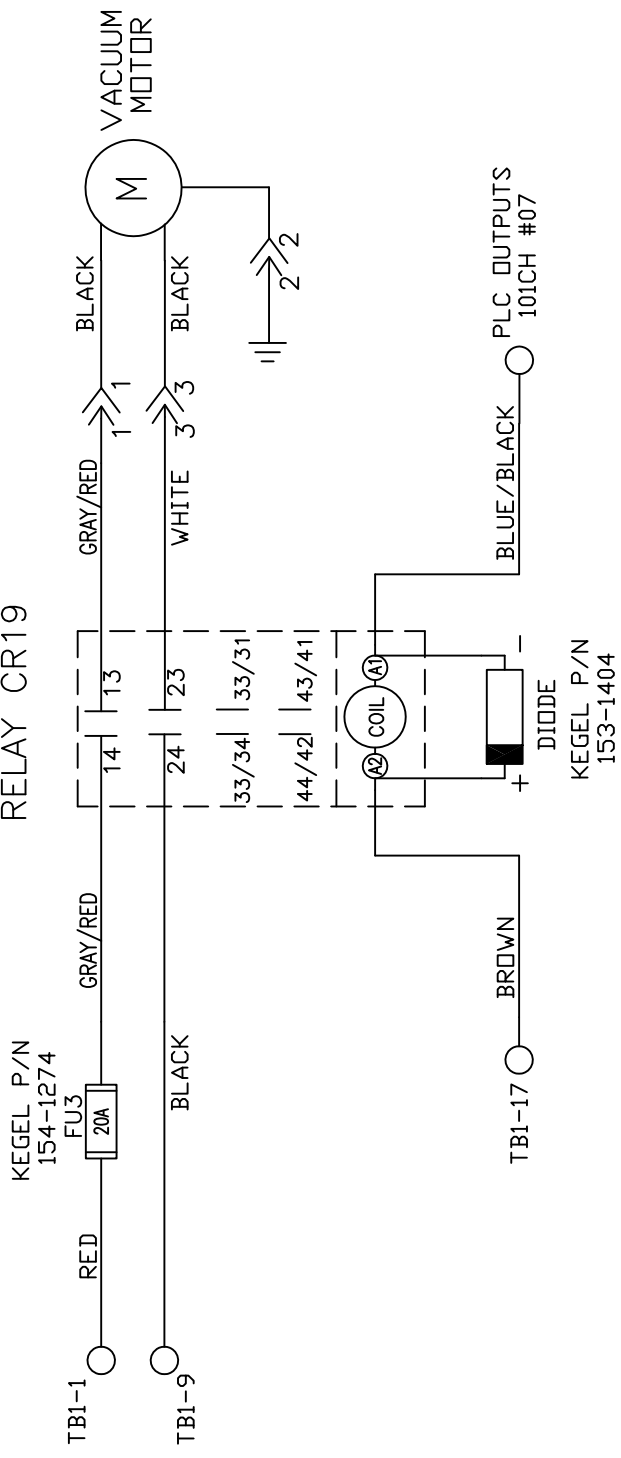 RELAY CR19
KEGEL P/N
154-1274
FU3
20A
TB1-1
RED
GRAY/RED
14
13
GRAY/RED
1
1
BLACK
VACUUM
MOTOR
M
TB1-9
BLACK
24
23
WHITE
3
3
BLACK
2
2
33/34
33/31
44/42
43/41
A2
COIL
A1
TB1-17
BROWN
BLUE/BLACK
PLC OUTPUTS
101CH #07
+
-
DIODE
KEGEL P/N
153-1404